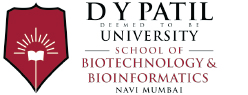 D Y PATIL
DEEMED TO BE
UNIVERSITY
SCHOOL OF
BIOTECHNOLOGY &
BIOINFORMATICS
NAVI MUMBAI